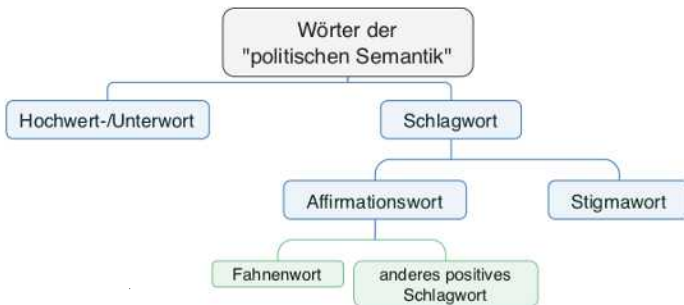 Wörter der
"politischen Semantik"
Hochwert-/Unterwort
Schlagwort
Affirmationswort
Stigmawort
Fahnenwort
anderes positives
Schlagwort